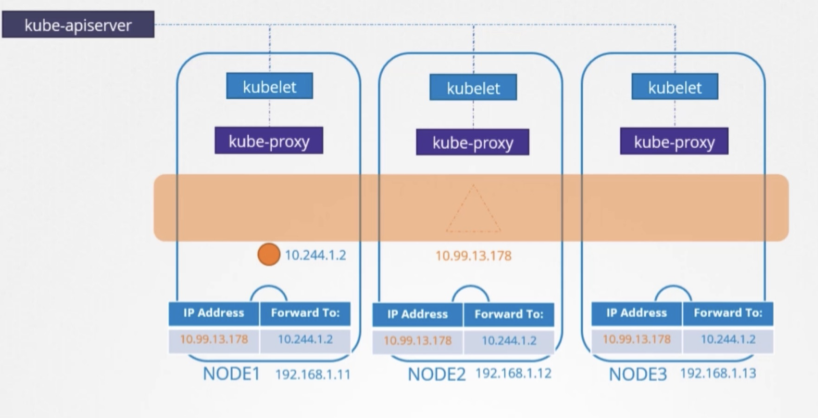 kube-apiserver
kubelet
kubelet
kubelet
kube-proxy
kube-proxy
kube-proxy
10.244.1.2
10.99.13.178
IP Address Forward To:
10.99.13.178 10.244.1.2
IP Address Forward To:
10.99.13.178 10.244.1.2
IP Address Forward To:
10.99.13.178 10.244.1.2
NODE1 192.168.1.11
NODE2 192.168.1.12
NODE3 192.168.1.13